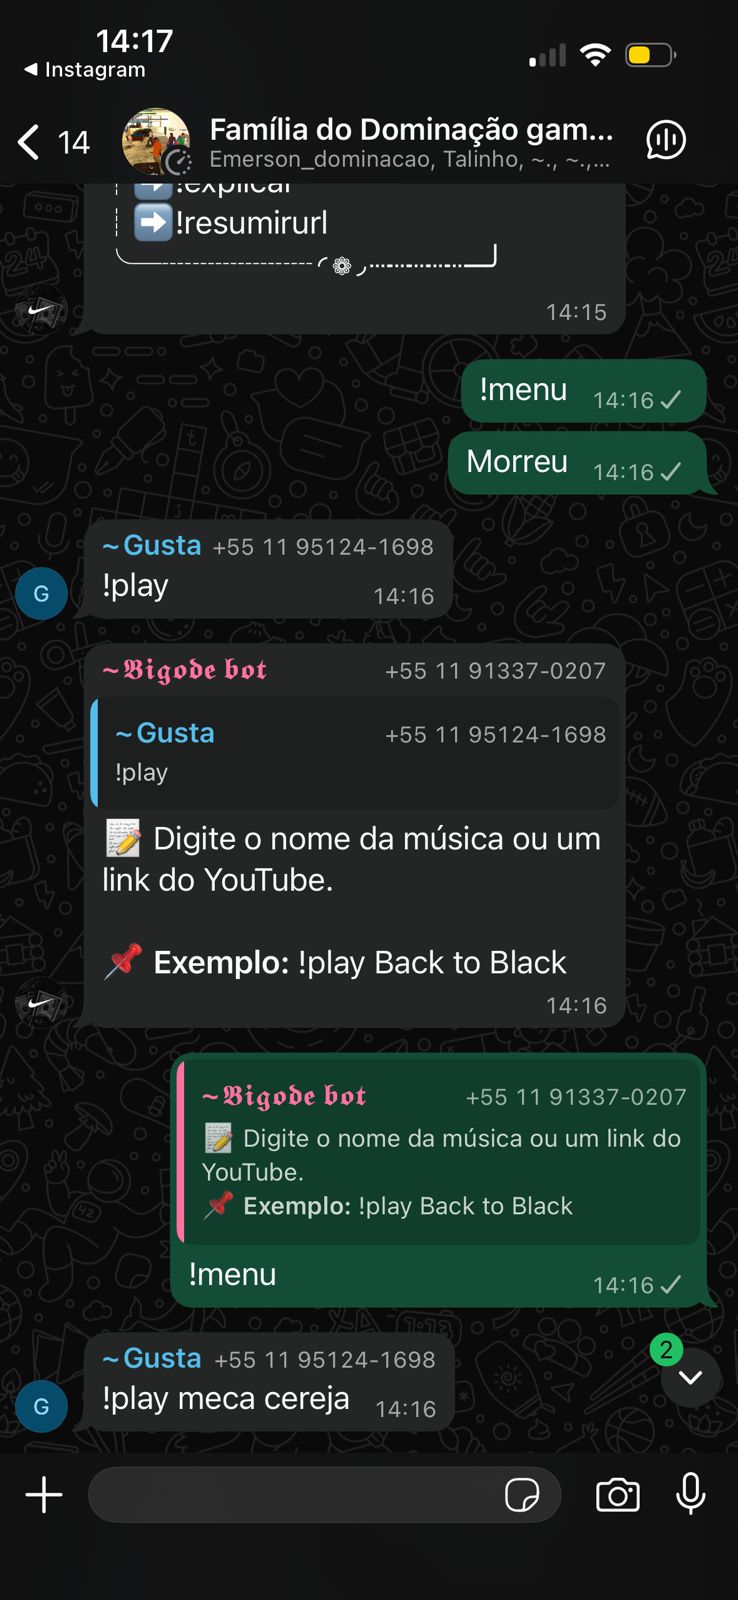 14:17
◀ Instagram
14
Família do Dominação gam...
Emerson_dominacao, Talinho, ~., ~.,...
!explicar
!resumirurl
14:15
!menu 14:16
Morreu 14:16
~Gusta +55 11 95124-1698
!play
14:16
~𝕭𝖎𝖌𝖔𝖉𝖊 𝖇𝖔𝖙 +55 11 91337-0207
~Gusta +55 11 95124-1698
!play
📝 Digite o nome da música ou um
link do YouTube.
📌 Exemplo: !play Back to Black
14:16
~𝕭𝖎𝖌𝖔𝖉𝖊 𝖇𝖔𝖙 +55 11 91337-0207
📝 Digite o nome da música ou um link do
YouTube.
📌 Exemplo: !play Back to Black
!menu
14:16
~Gusta +55 11 95124-1698
2
G
!play meca cereja 14:16